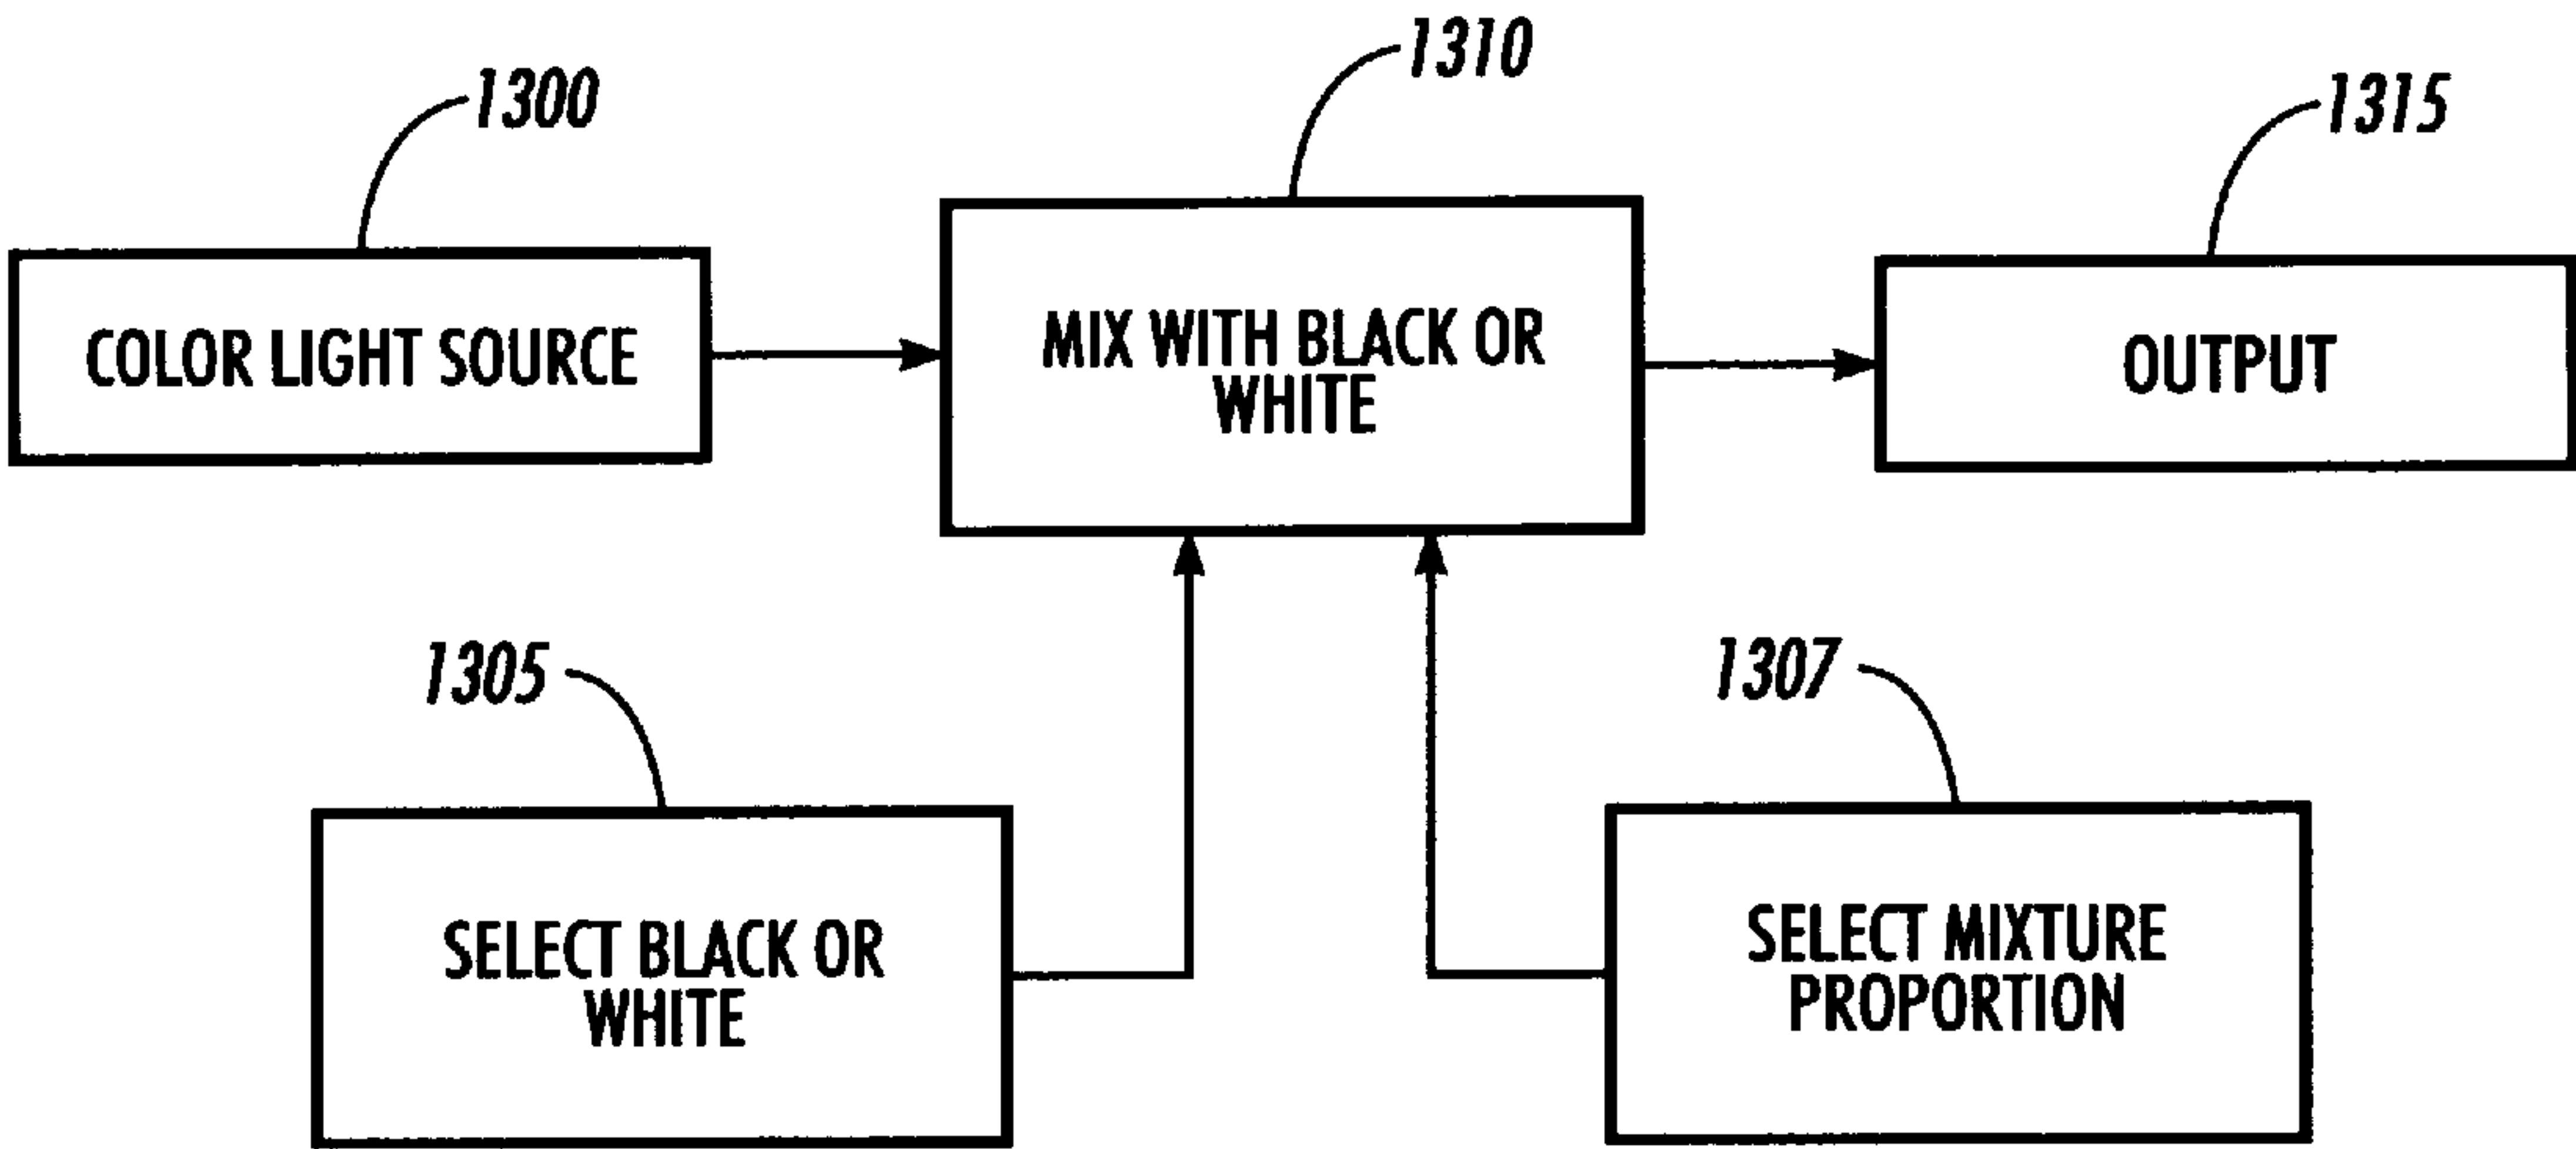 1300
1310
1315
COLOR LIGHT SOURCE
MIX WITH BLACK OR
WHITE
OUTPUT
1305
1307
SELECT BLACK OR
WHITE
SELECT MIXTURE
PROPORTION